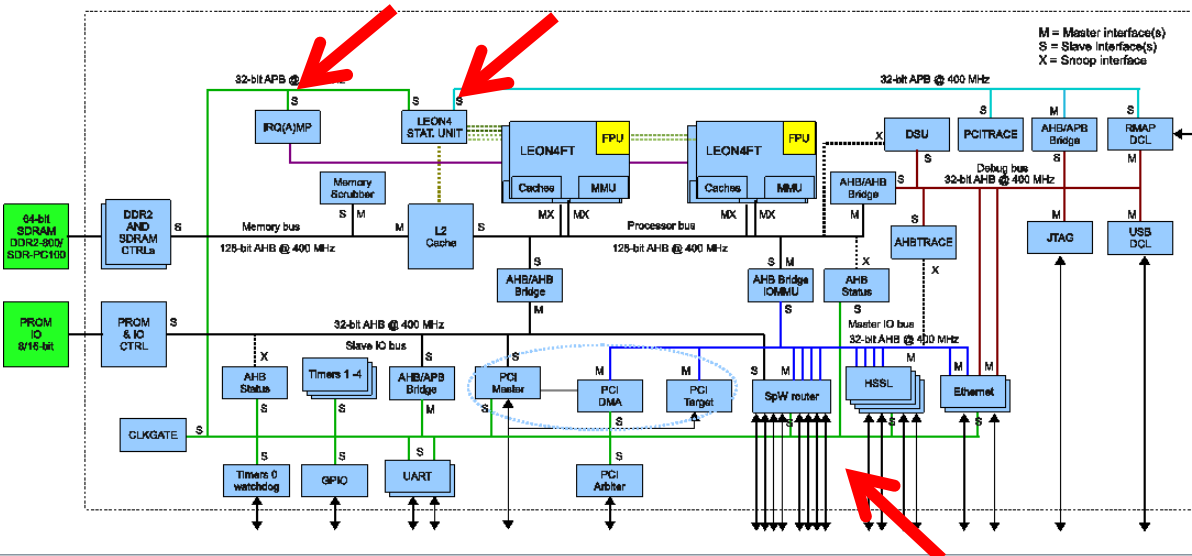 M = Master interface(s)
S = Slave interface(s)
X = Snoop interface
32-bit APB @
Hz
32-bit APB @ 400 MHz
S
S
S
S
M
S
IRQ(A)MP
LEON4
STAT. UNIT
FPU
LEON4FT
Caches
MMU
FPU
LEON4FT
Caches
MMU
X
DSU
PCITRACE
AHB/APB
Bridge
RMAP
DCL
S
S
M
Debug bus
32-bit AHB @ 400 MHz
Memory
Scrubber
AHB/AHB
Bridge
S
S
M
MX
MX
MX
MX
M
S
64-bit
SDRAM
DDR2-800/
SDR-PC100
DDR2
AND
SDRAM
CTRLs
S
Memory bus
M
L2
Cache
S
Processor bus
128-bit AHB @ 400 MHz
128-bit AHB @ 400 MHz
AHBTRACE
JTAG
USB
DCL
S
S
M
X
X
AHB/AHB
Bridge
AHB Bridge
IOMMU
AHB
Status
M
S
S
PROM
IO
8/16-bit
PROM
& IO
CTRL
S
32-bit AHB @ 400 MHz
Slave IO bus
Master IO bus
32-bit AHB @ 400 MHz
X
S
S
M
M
S
M
M
M
AHB
Status
Timers 1 -4
AHB/APB
Bridge
PCI
Master
PCI
DMA
PCI
Target
SpW router
HSSL
Ethernet
S
S
M
S
S
S
S
S
CLKGATE
S
S
S
S
S
Timers 0
watchdog
GPIO
UART
PCI
Arbiter